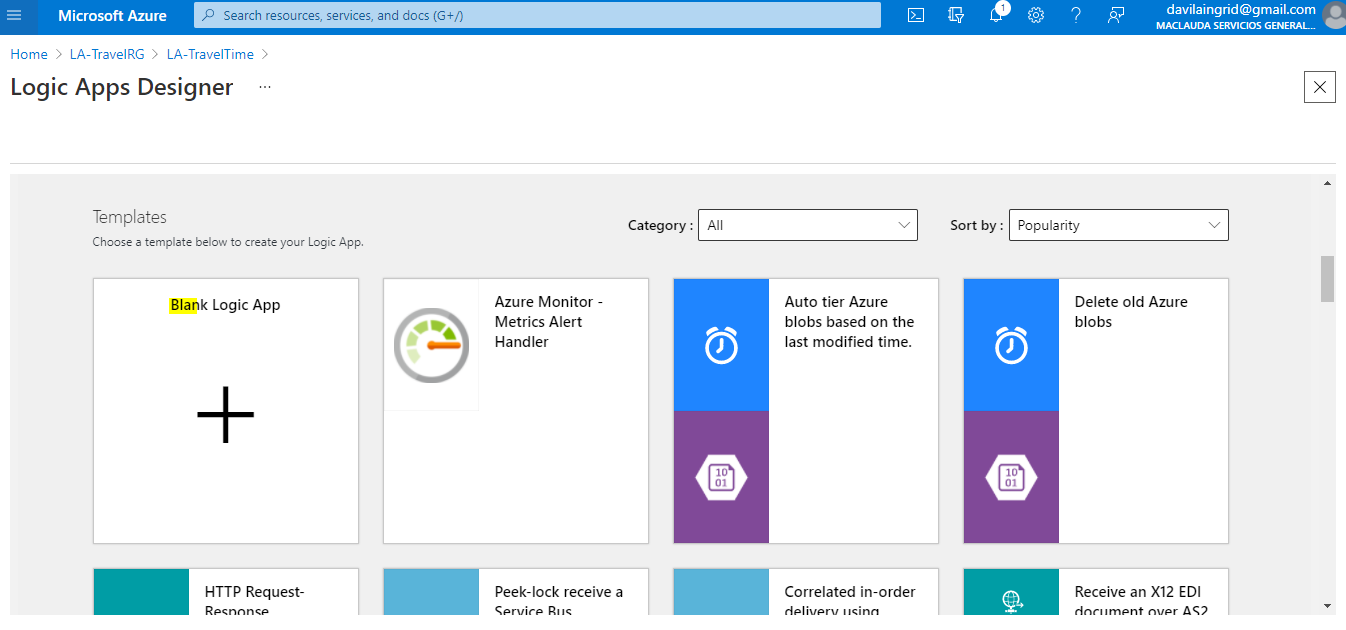 Microsoft Azure
Search resources, services, and docs (G+/)
1
davilaingrid@gmail.com
MACLAUDA SERVICIOS GENERAL...
Home > LA-TravelRG > LA-TravelTime >
Logic Apps Designer ...
Templates
Choose a template below to create your Logic App.
Category : All
Sort by : Popularity
Blank Logic App
Azure Monitor -
Metrics Alert
Handler
Auto tier Azure
blobs based on the
last modified time.
10
01
Delete old Azure
blobs
10
01
HTTP Request-
Response
Peek-lock receive a
Service Bus
Correlated in-order
delivery using
Receive an X12 EDI
document over AS2